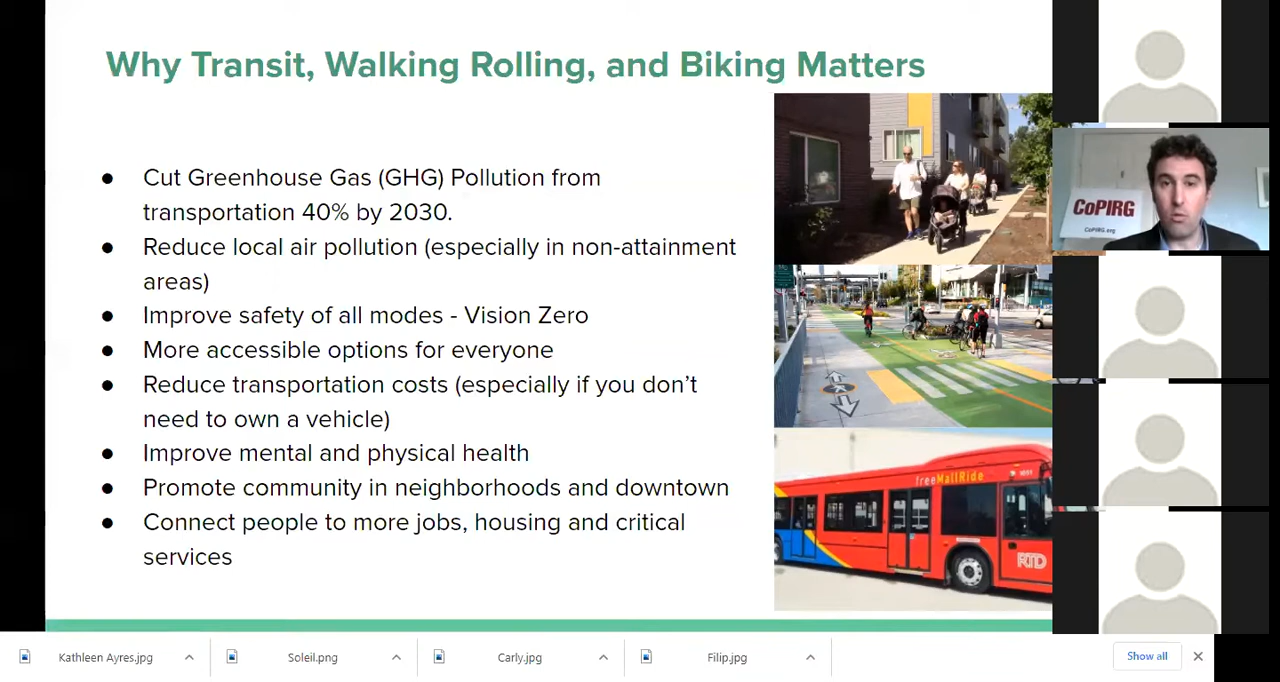 Why Transit, Walking Rolling, and Biking Matters
● Cut Greenhouse Gas (GHG) Pollution from
transportation 40% by 2030.
● Reduce local air pollution (especially in non-attainment
areas)
● Improve safety of all modes - Vision Zero
● More accessible options for everyone
● Reduce transportation costs (especially if you don’t
need to own a vehicle)
● Improve mental and physical health
● Promote community in neighborhoods and downtown
● Connect people to more jobs, housing and critical
services
freeMallRide
RTD
CoPIRG
CoPIRG.org
Kathleen Ayres.jpg
Soleil.png
Carly.jpg
Filip.jpg
Show all